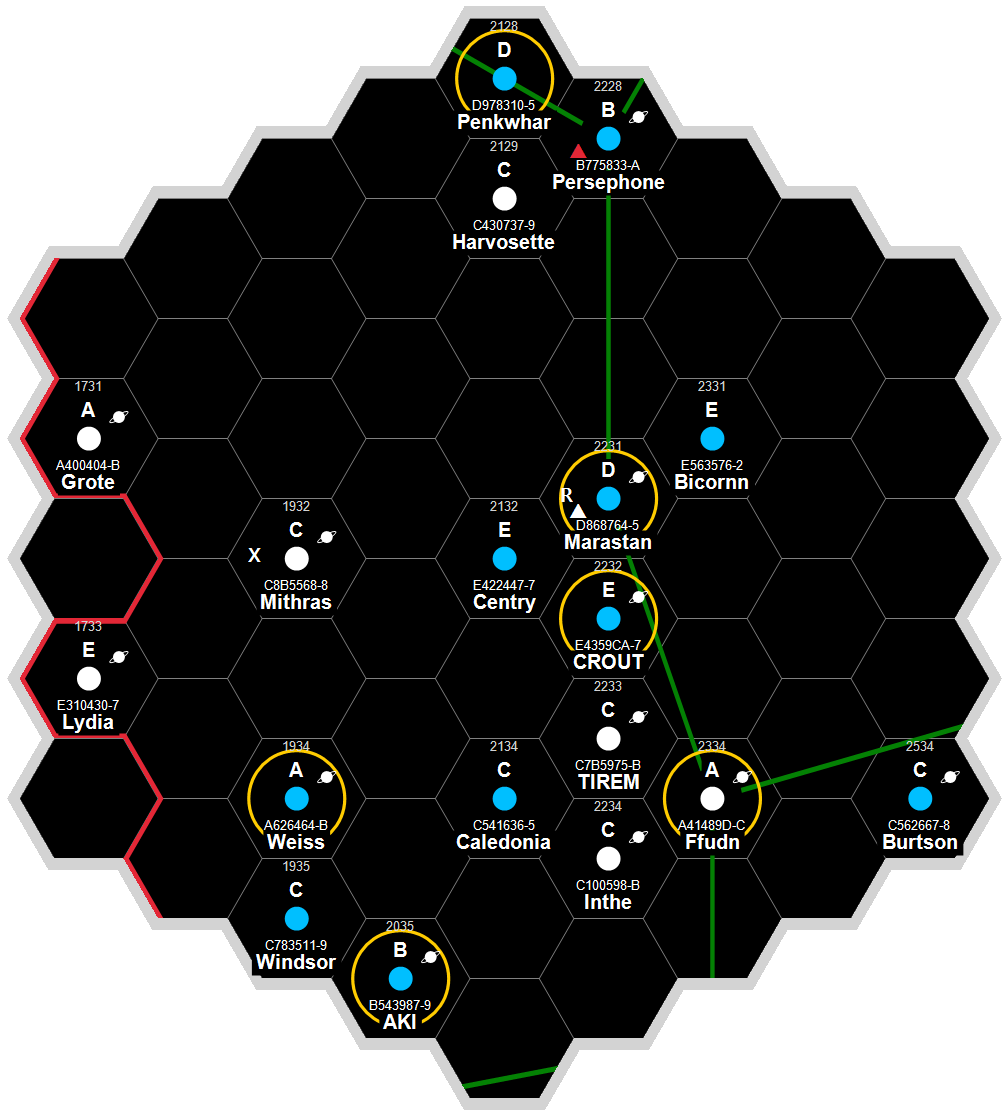 2128
D
D978310-5
Penkwhar
2228
B
B775833-A
Persephone
2129
C
C430737-9
Harvosette
1731
A
A400404-B
Grote
2331
E
E563576-2
Bicornn
2231
D
R
D868764-5
Marastan
1932
C
X
C8B5568-8
Mithras
2132
E
E422447-7
Centry
2232
E
E4359CA-7
CROUT
1733
E
E310430-7
Lydia
2233
C
C7B5975-B
TIREM
1934
A
A626464-B
Weiss
2134
C
C541636-5
Caledonia
2334
A
A41489D-C
Ffudn
2534
C
C562667-8
Burtson
2234
C
C100598-B
Inthe
1935
C
C783511-9
Windsor
2035
B
B543987-9
AKI